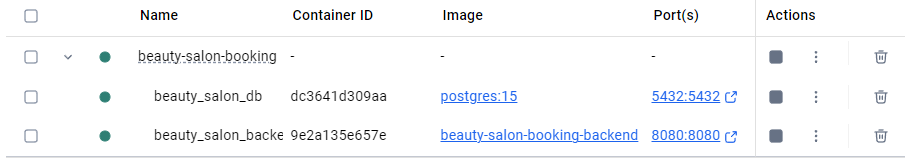 Name Container ID Image Port(s) Actions
beauty-salon-booking - - -
beauty_salon_db dc3641d309aa postgres:15 5432:5432
beauty_salon_backe 9e2a135e657e beauty-salon-booking-backend 8080:8080